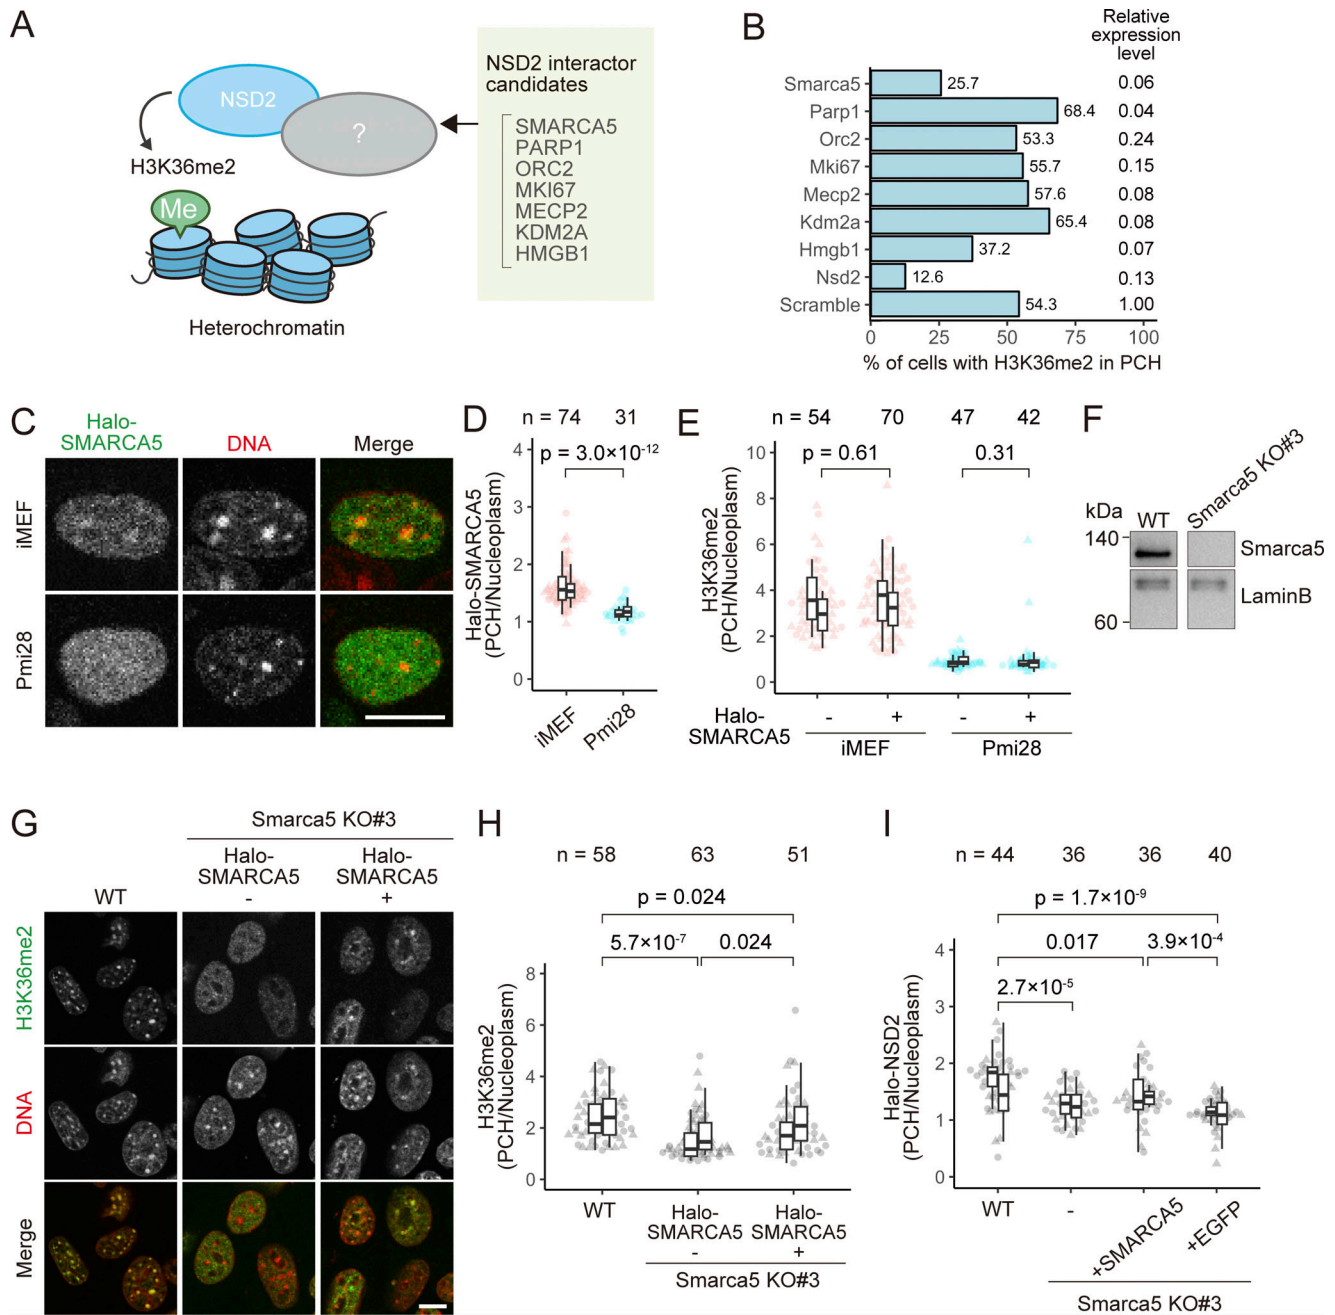 A
NSD2
?
H3K36me2
Me
Heterochromatin
NSD2 interactor
candidates
SMARCA5
PARP1
ORC2
MKI67
MECP2
KDM2A
HMGB1
B
Relative
expression
level
Smarca5 25.7 0.06
Parp1 68.4 0.04
Orc2 53.3 0.24
Mki67 55.7 0.15
Mecp2 57.6 0.08
Kdm2a 65.4 0.08
Hmgb1 37.2 0.07
Nsd2 12.6 0.13
Scramble 54.3 1.00
0 25 50 75 100
% of cells with H3K36me2 in PCH
C
Halo-
SMARCA5
DNA
Merge
iMEF
Pmi28
D
n = 74 31
p = 3.0×10-12
Halo-SMARCA5
(PCH/Nucleoplasm)
4
3
2
1
0
iMEF
Pmi28
E
n = 54 70 47 42
p = 0.61 0.31
H3K36me2
(PCH/Nucleoplasm)
10
8
6
4
2
0
Halo-
SMARCA5
- + - +
iMEF Pmi28
F
kDa
WT
Smarca5 KO#3
140
60
Smarca5
LaminB
G
Smarca5 KO#3
WT
Halo-
SMARCA5
-
Halo-
SMARCA5
+
H3K36me2
DNA
Merge
H
n = 58 63 51
p = 0.024
5.7×10-7 0.024
H3K36me2
(PCH/Nucleoplasm)
8
6
4
2
0
WT
Halo-
SMARCA5
-
Halo-
SMARCA5
+
Smarca5 KO#3
I
n = 44 36 36 40
p = 1.7×10-9
0.017 3.9×10-4
2.7×10-5
Halo-NSD2
(PCH/Nucleoplasm)
4
3
2
1
0
WT
-
+SMARCA5
+EGFP
Smarca5 KO#3